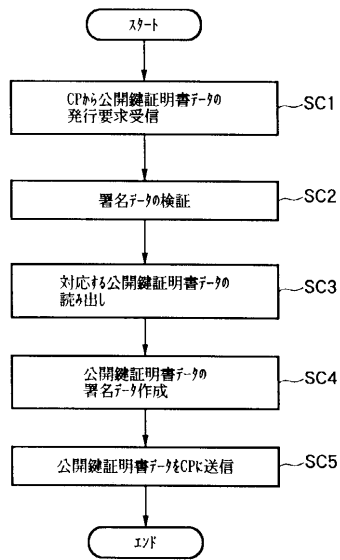 スタート
CPから公開鍵証明書データの
発行要求受信
SC1
署名データの検証
SC2
対応する公開鍵証明書データの
読み出し
SC3
公開鍵証明書データの
署名データ作成
SC4
公開鍵証明書データをCPに送信
SC5
エンド